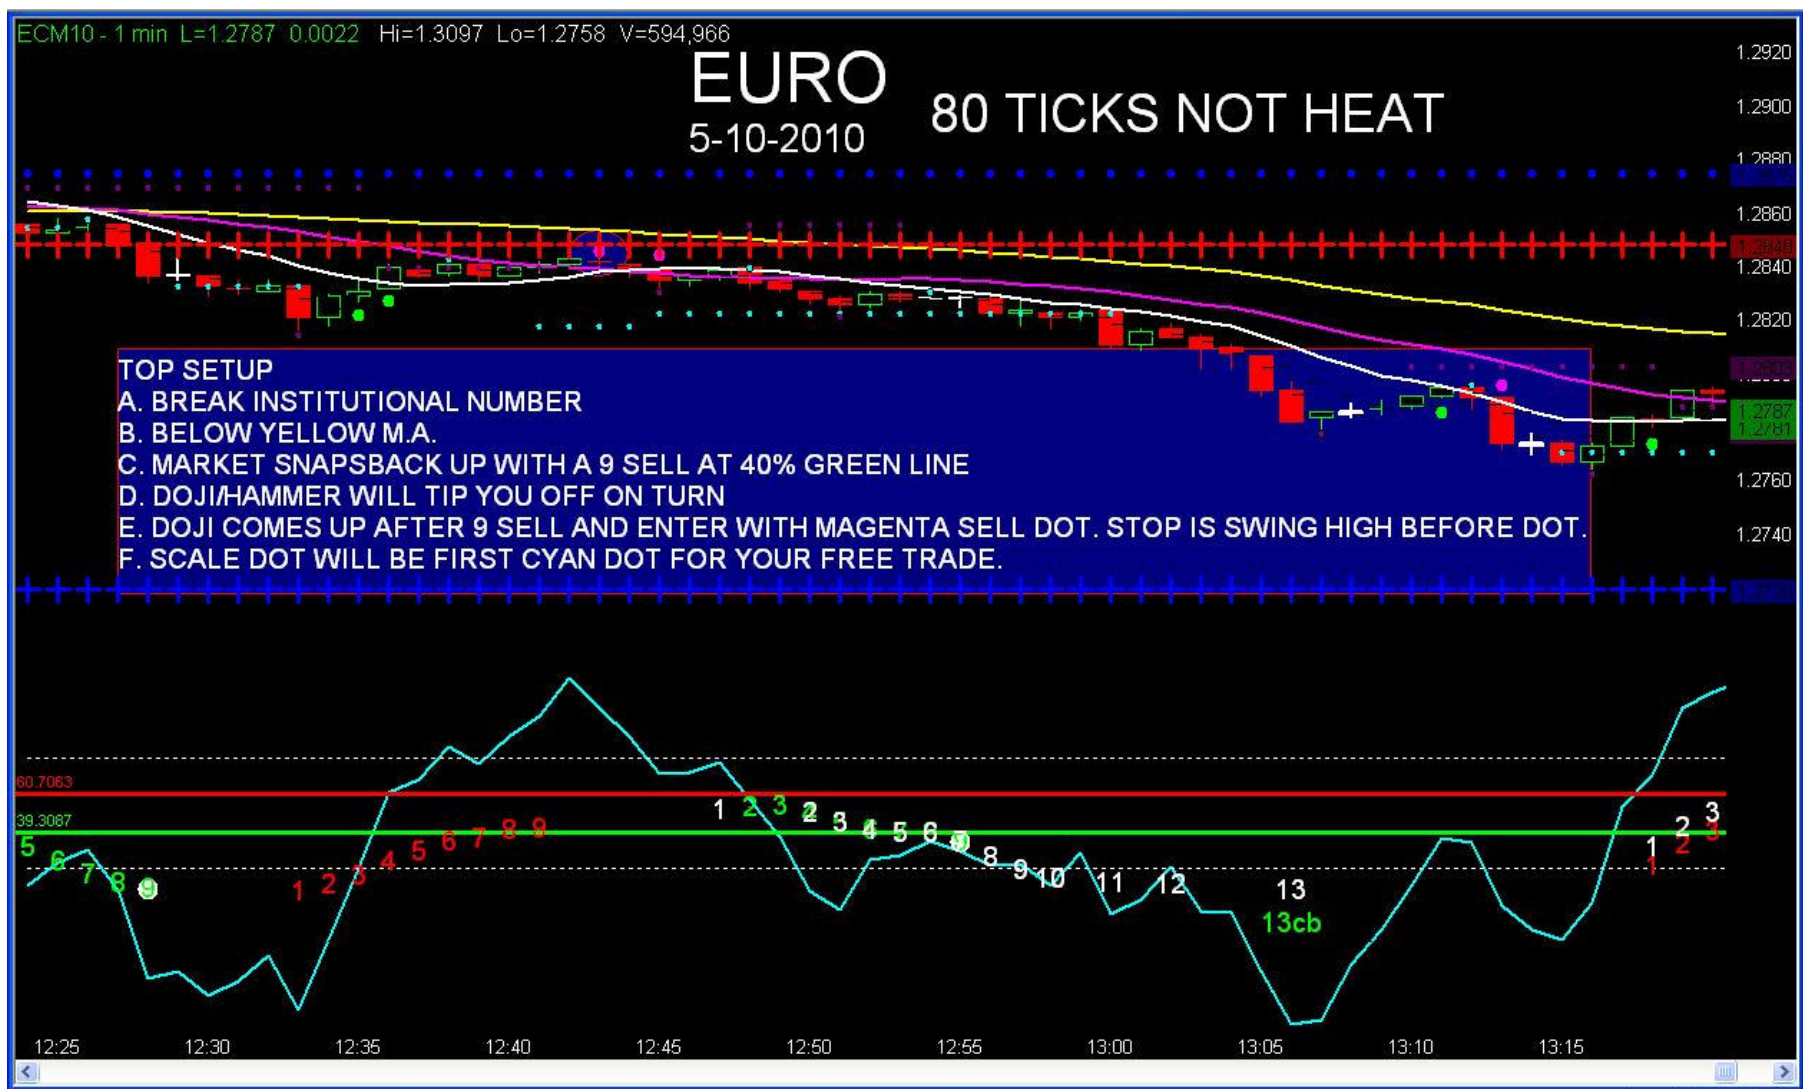 ECM10 - 1 min L=1.2787 0.0022 Hi=1.3097 Lo=1.2758 V=594,966
EURO
80 TICKS NOT HEAT
5-10-2010
1.2920
1.2900
1.2880
1.2860
1.2848
1.2840
1.2820
1.2787
1.2781
1.2760
1.2740
TOP SETUP
A. BREAK INSTITUTIONAL NUMBER
B. BELOW YELLOW M.A.
C. MARKET SNAPSBACK UP WITH A 9 SELL AT 40% GREEN LINE
D. DOJI/HAMMER WILL TIP YOU OFF ON TURN
E. DOJI COMES UP AFTER 9 SELL AND ENTER WITH MAGENTA SELL DOT. STOP IS SWING HIGH BEFORE DOT.
F. SCALE DOT WILL BE FIRST CYAN DOT FOR YOUR FREE TRADE.
60.7063
39.3087
5 6 7 8 9
1 2 3 4 5 6 7 8 9
1 2 3 2 3 4 5 6 8 9 10 11 12 13
13cb
1 2 3
1 2 3
12:25 12:30 12:35 12:40 12:45 12:50 12:55 13:00 13:05 13:10 13:15